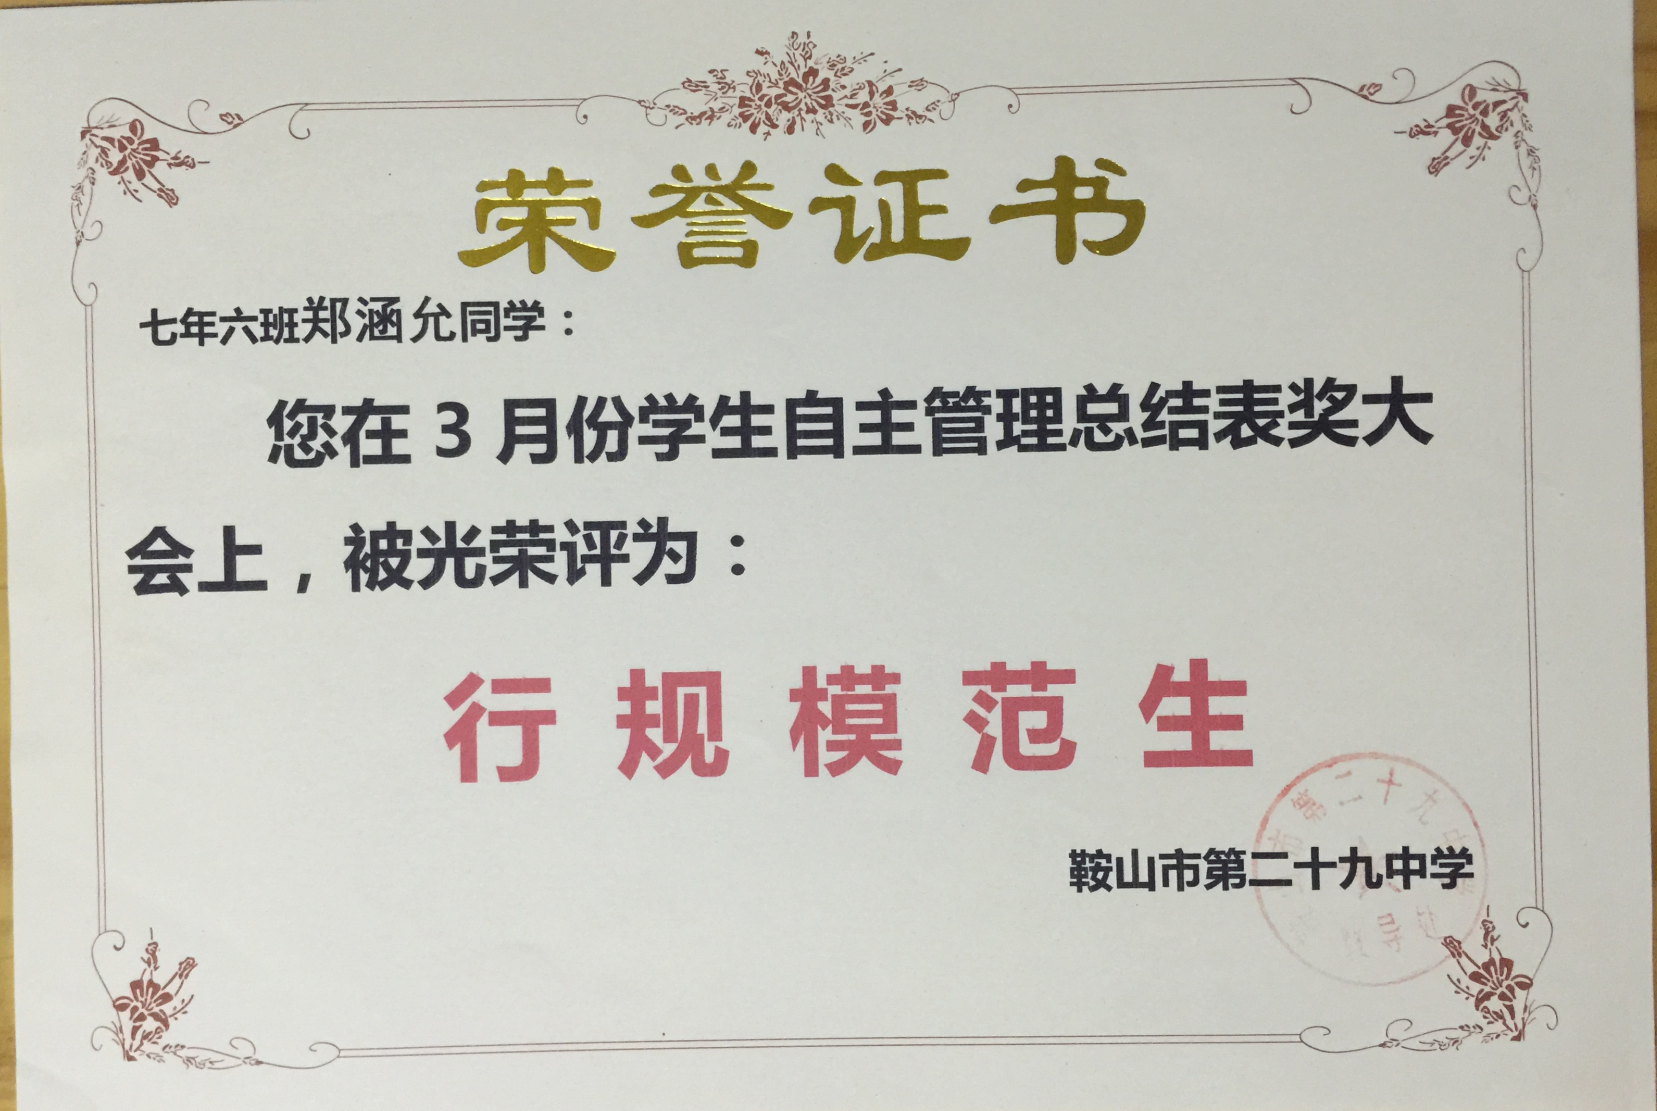 荣誉证书
七年六班郑涵允同学：
您在 3 月份学生自主管理总结表奖大
会上，被光荣评为：
行规模范生
鞍山市第二十九中学